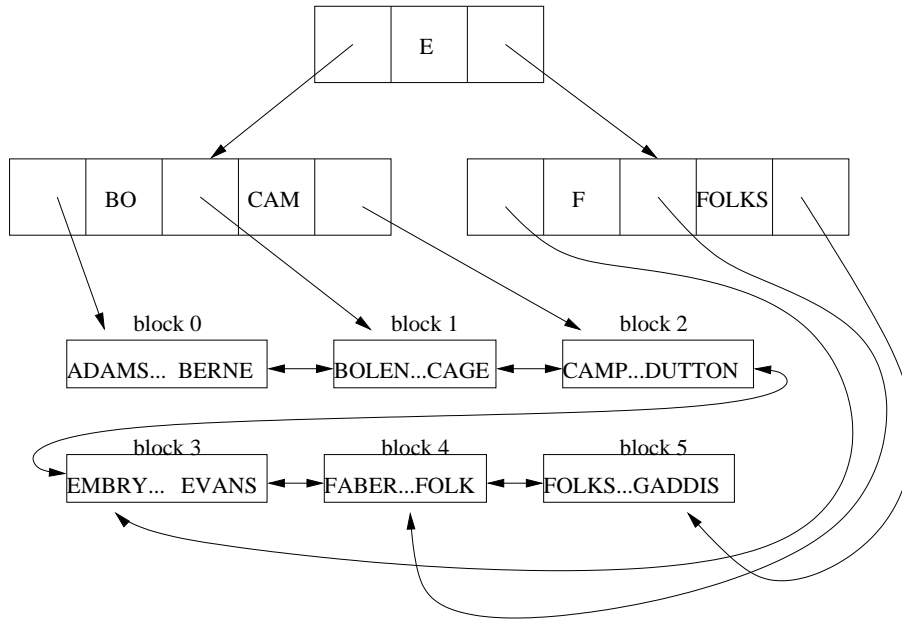 E
BO CAM F FOLKS
block 0 block 1 block 2
ADAMS... BERNE BOLEN...CAGE CAMP...DUTTON
block 3 block 4 block 5
EMBRY... EVANS FABER...FOLK FOLKS...GADDIS